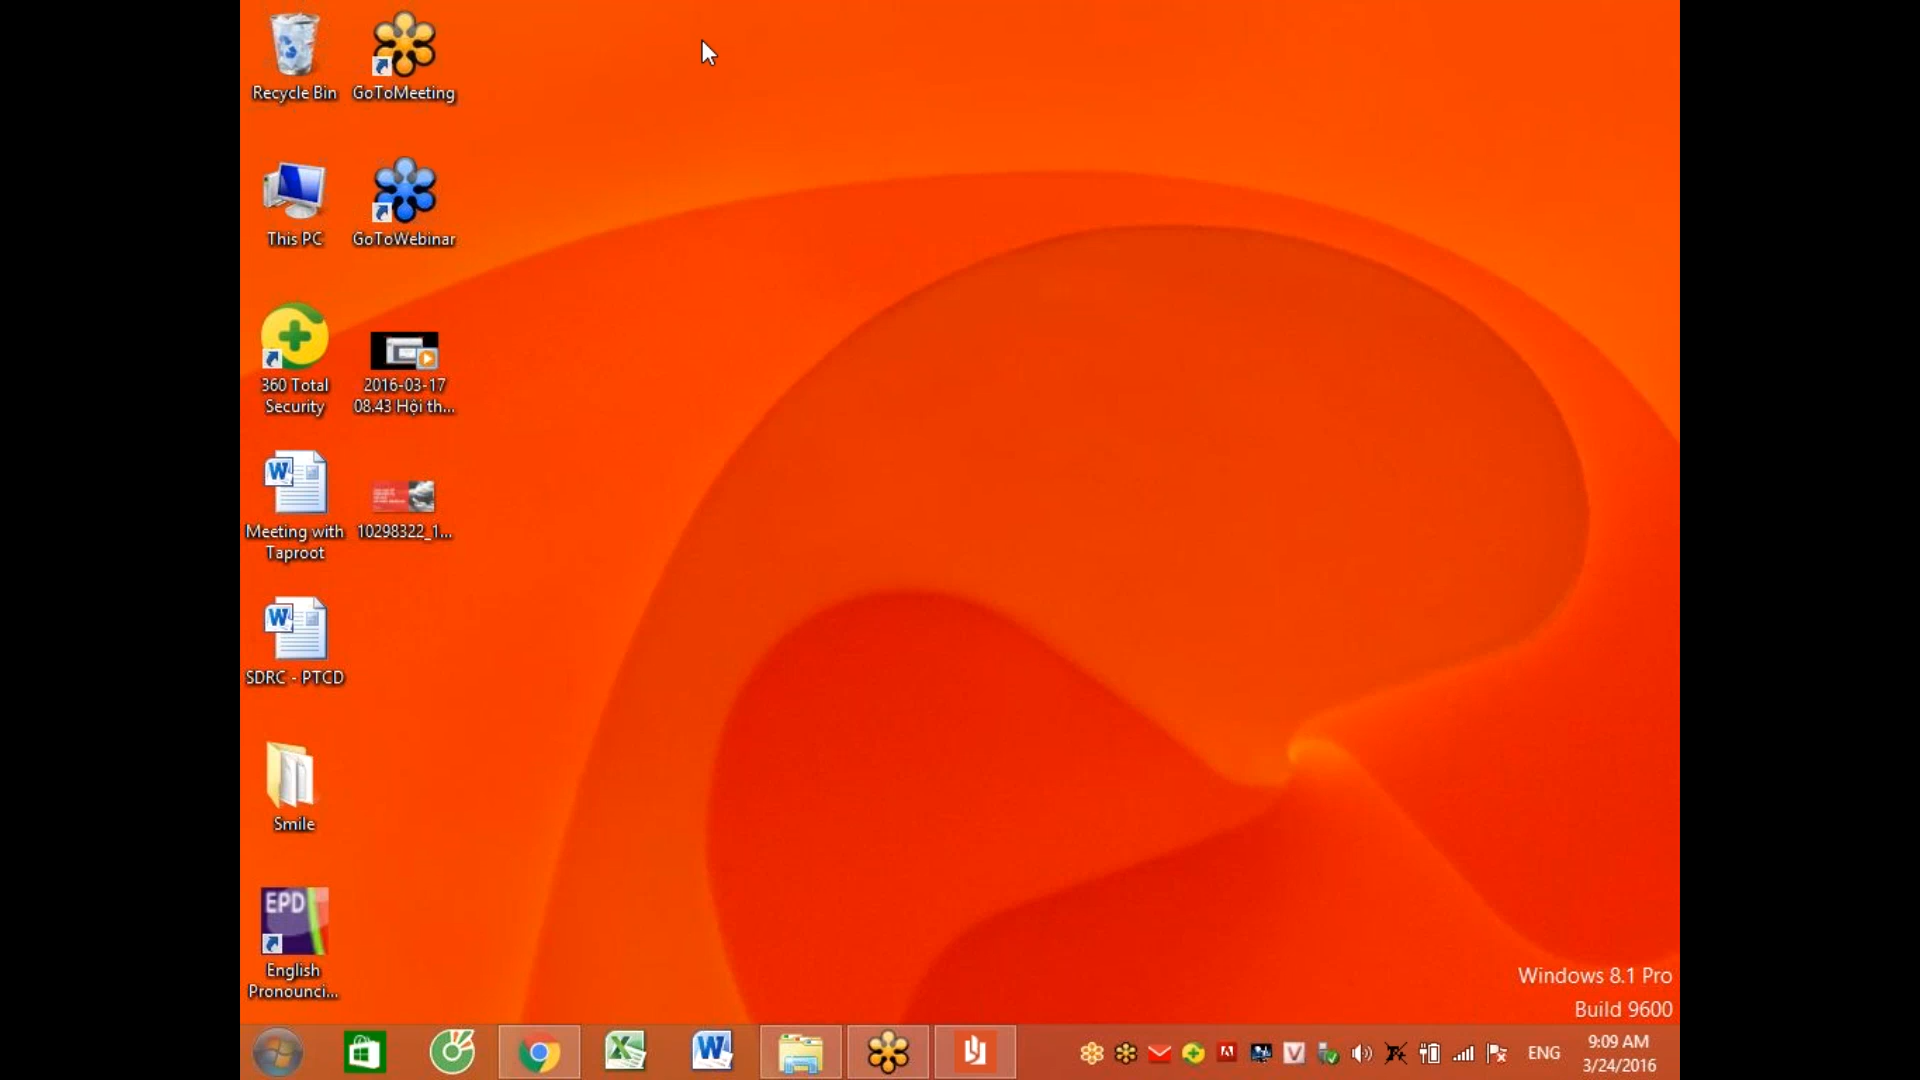 Recycle Bin
GoToMeeting
This PC
GoToWebinar
360 Total
Security
2016-03-17
08.43 Hội th...
Meeting with
Taproot
10298322_1...
SDRC - PTCD
Smile
EPD
English
Pronounci...
Windows 8.1 Pro
Build 9600
ENG
9:09 AM
3/24/2016